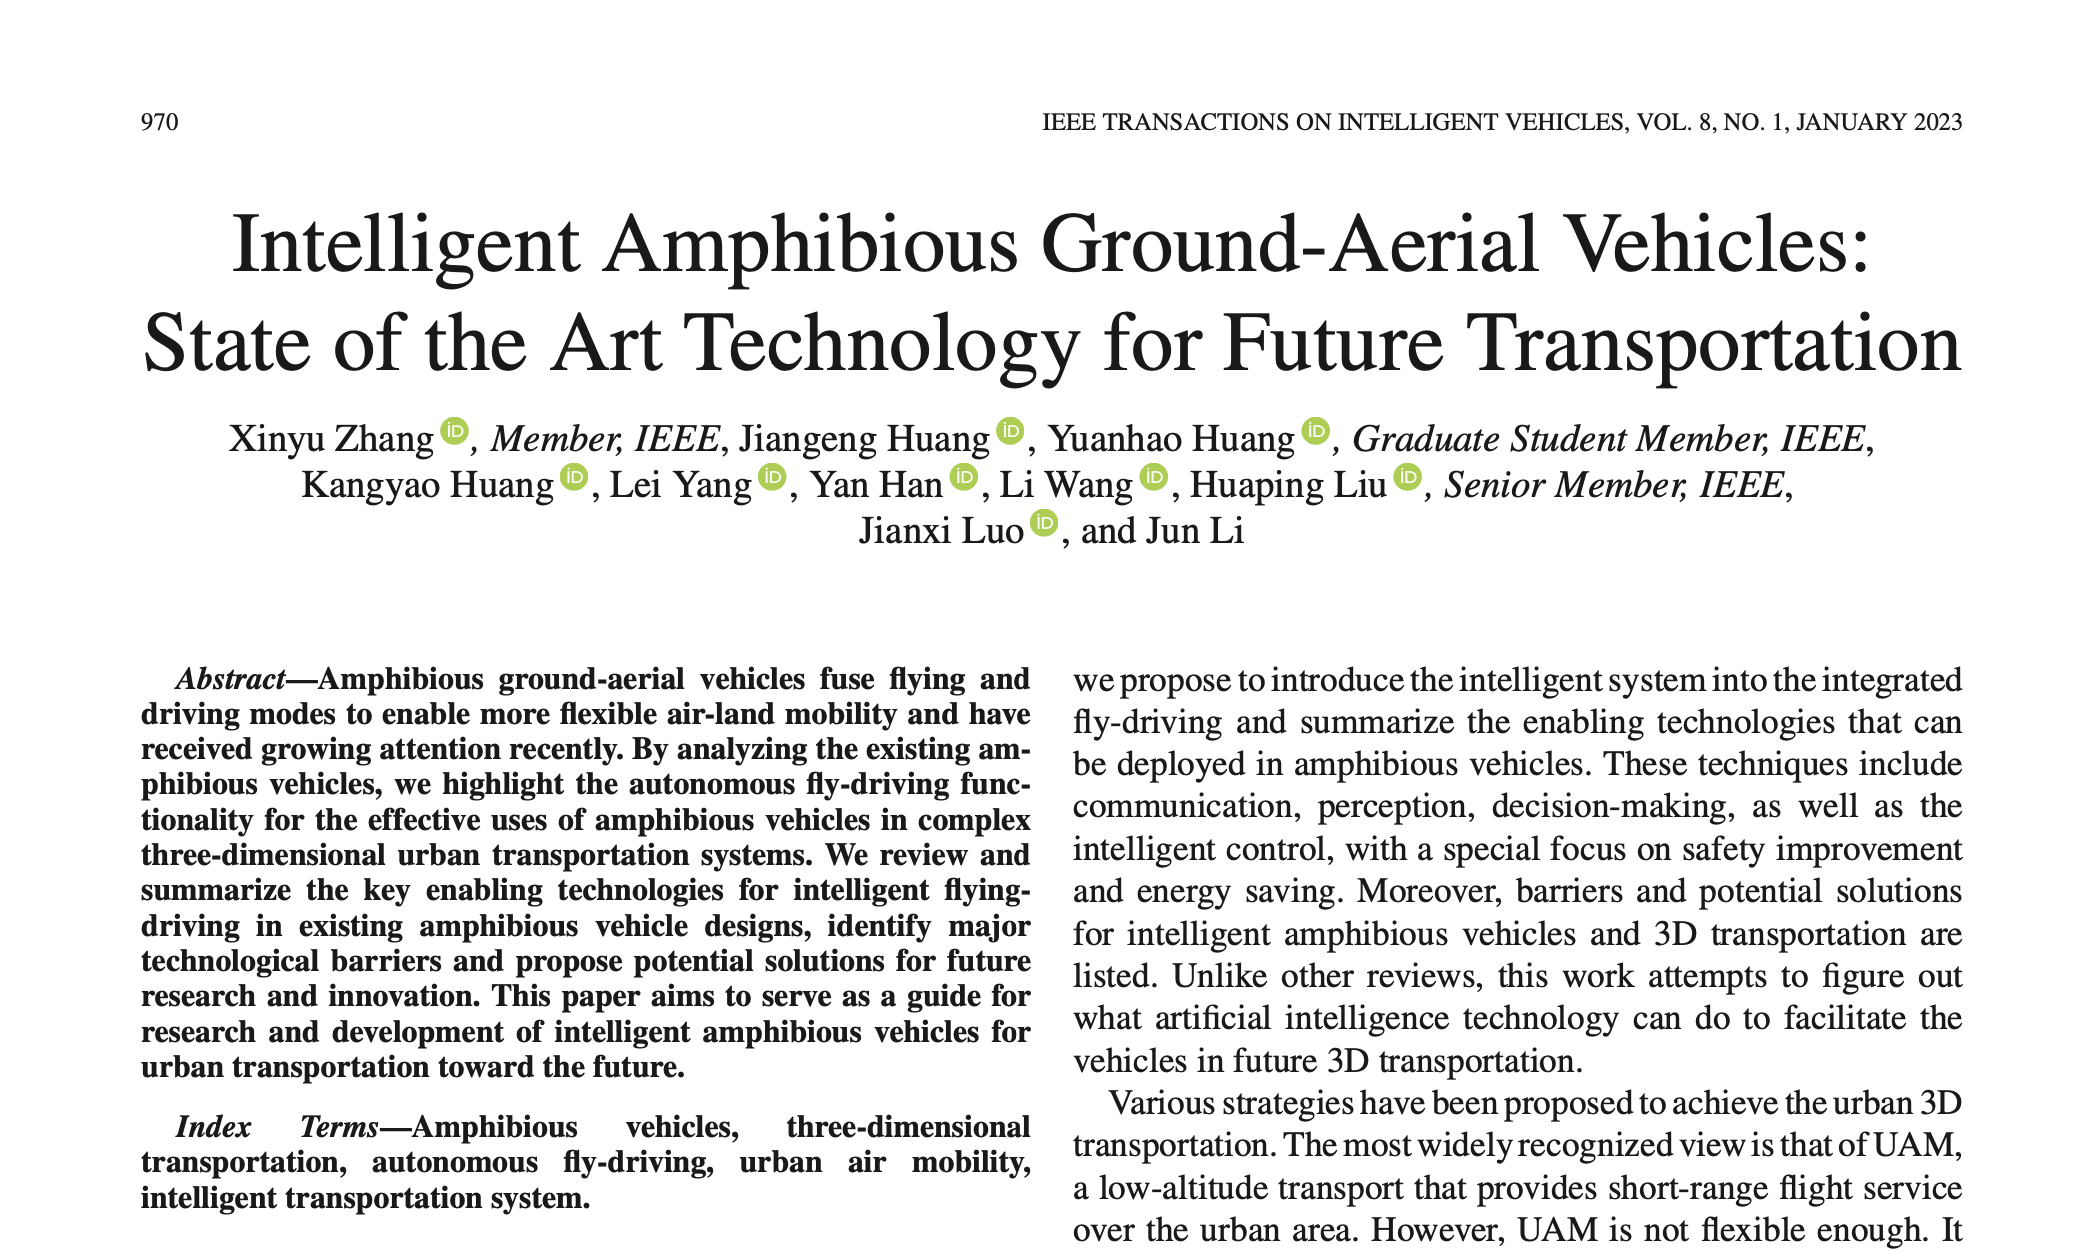 970
IEEE TRANSACTIONS ON INTELLIGENT VEHICLES, VOL. 8, NO. 1, JANUARY 2023
Intelligent Amphibious Ground-Aerial Vehicles:
State of the Art Technology for Future Transportation
Xinyu Zhang iD, Member, IEEE, Jiangeng Huang iD, Yuanhao Huang iD, Graduate Student Member, IEEE,
Kangyao Huang iD, Lei Yang iD, Yan Han iD, Li Wang iD, Huaping Liu iD, Senior Member, IEEE,
Jianxi Luo iD, and Jun Li
Abstract—Amphibious ground-aerial vehicles fuse flying and
driving modes to enable more flexible air-land mobility and have
received growing attention recently. By analyzing the existing am-
phibious vehicles, we highlight the autonomous fly-driving func-
tionality for the effective uses of amphibious vehicles in complex
three-dimensional urban transportation systems. We review and
summarize the key enabling technologies for intelligent flying-
driving in existing amphibious vehicle designs, identify major
technological barriers and propose potential solutions for future
research and innovation. This paper aims to serve as a guide for
research and development of intelligent amphibious vehicles for
urban transportation toward the future.
Index Terms—Amphibious vehicles, three-dimensional
transportation, autonomous fly-driving, urban air mobility,
intelligent transportation system.
we propose to introduce the intelligent system into the integrated
fly-driving and summarize the enabling technologies that can
be deployed in amphibious vehicles. These techniques include
communication, perception, decision-making, as well as the
intelligent control, with a special focus on safety improvement
and energy saving. Moreover, barriers and potential solutions
for intelligent amphibious vehicles and 3D transportation are
listed. Unlike other reviews, this work attempts to figure out
what artificial intelligence technology can do to facilitate the
vehicles in future 3D transportation.
Various strategies have been proposed to achieve the urban 3D
transportation. The most widely recognized view is that of UAM,
a low-altitude transport that provides short-range flight service
over the urban area. However, UAM is not flexible enough. It